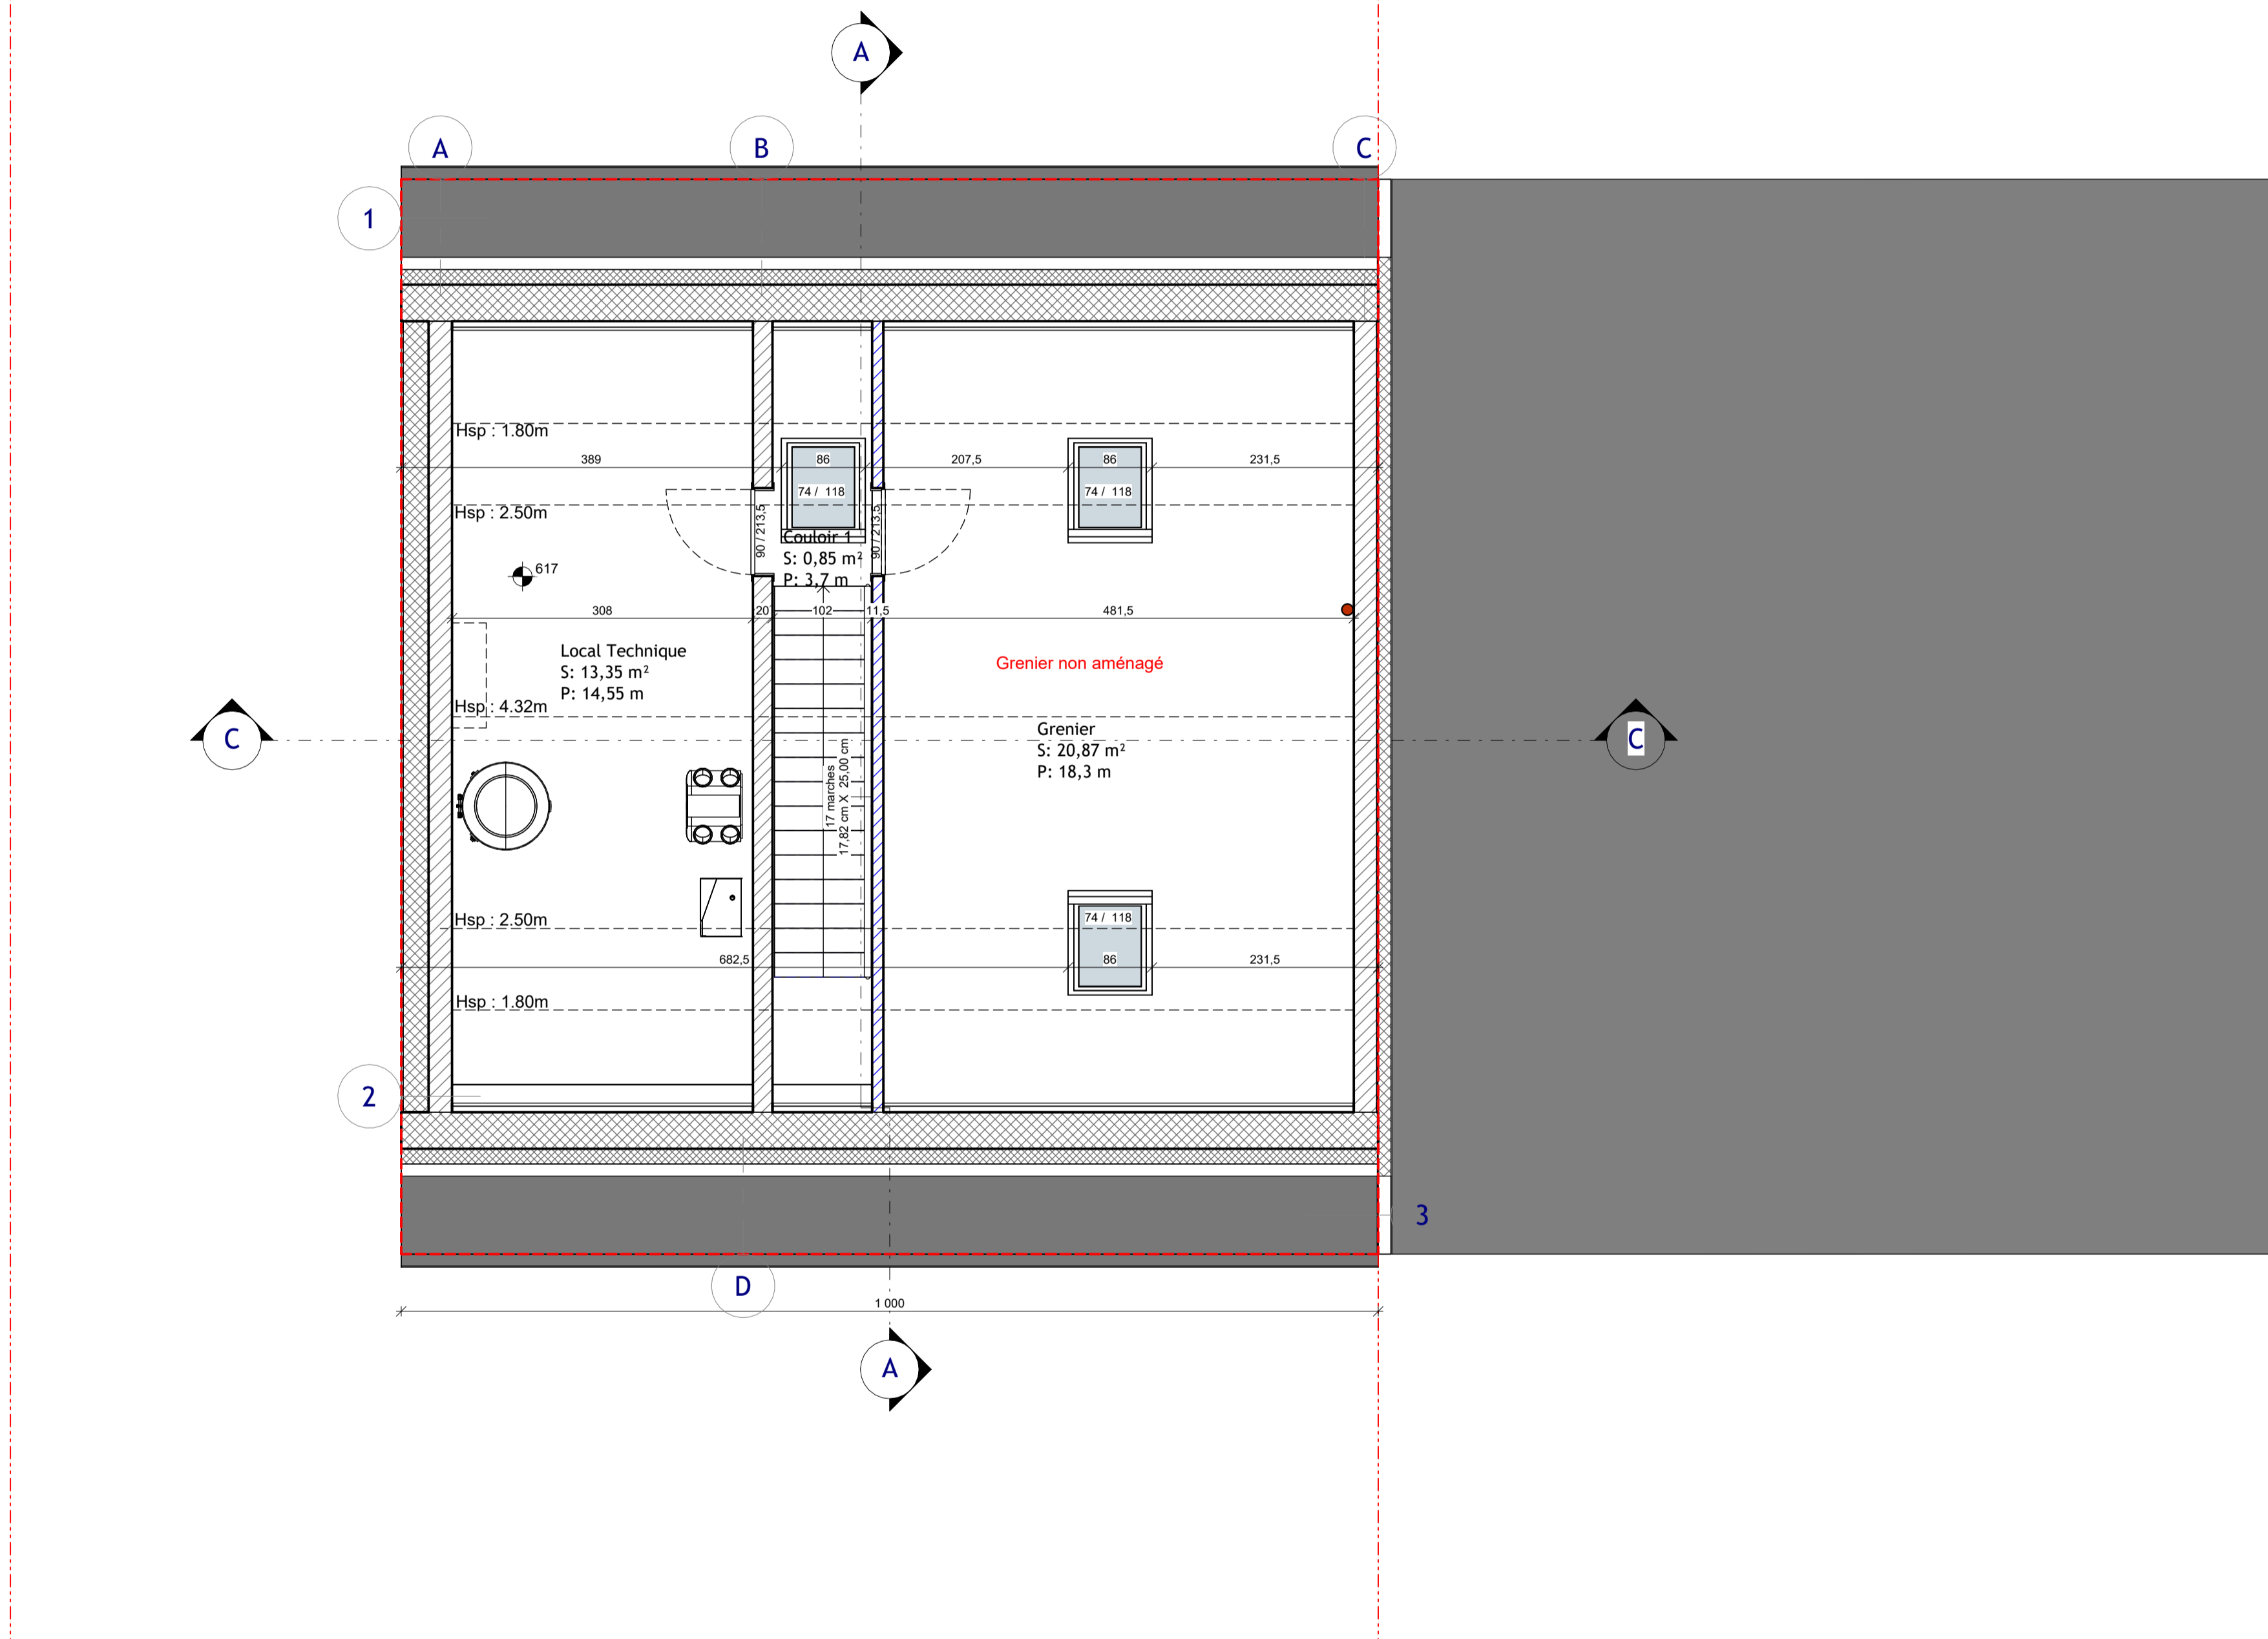 A
A
B
C
1
Hsp : 1.80m
389
86
207,5
86
231,5
74 / 118
74 / 118
Hsp : 2.50m
90 / 213,5
90 / 213,5
Couloir 1
S: 0,85 m²
P: 3,7 m
617
308
20
102
11,5
481,5
Local Technique
S: 13,35 m²
P: 14,55 m
Grenier non aménagé
Hsp : 4.32m
C
C
Grenier
S: 20,87 m²
P: 18,3 m
17 marches
17,82 cm X 25,00 cm
Hsp : 2.50m
74 / 118
682,5
86
231,5
Hsp : 1.80m
2
3
D
1 000
A